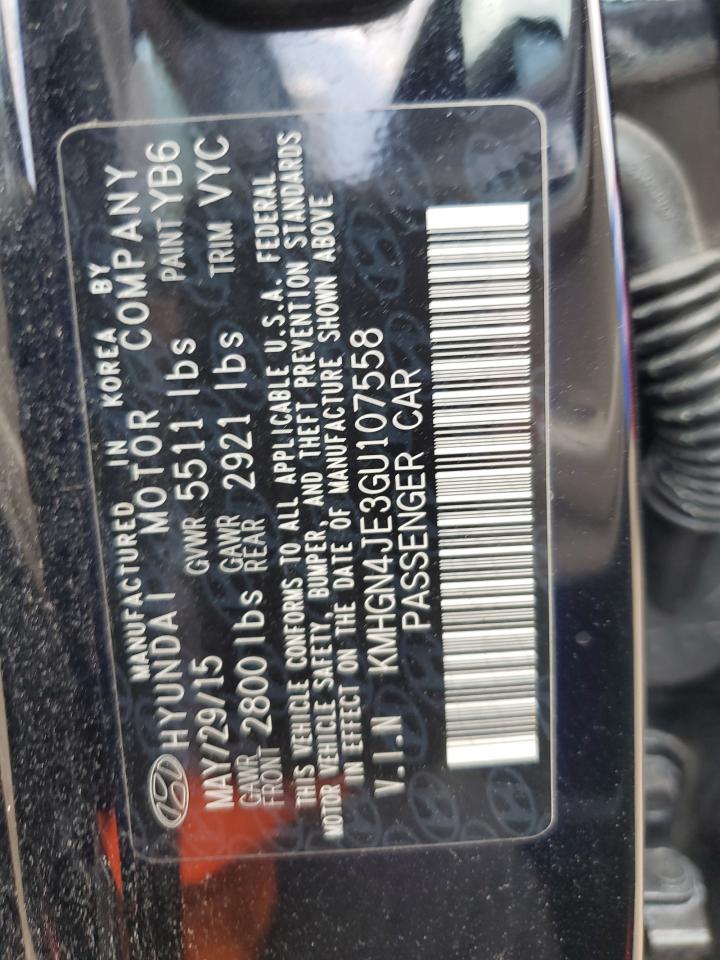 MANUFACTURED IN KOREA BY
HYUNDAI MOTOR COMPANY
MAY/29/15 GVWR 5511 lbs PAINT YB6
GAWR FRONT 2800 lbs GAWR REAR 2921 lbs TRIM VYC
THIS VEHICLE CONFORMS TO ALL APPLICABLE U.S.A. FEDERAL
MOTOR VEHICLE SAFETY, BUMPER, AND THEFT PREVENTION STANDARDS
IN EFFECT ON THE DATE OF MANUFACTURE SHOWN ABOVE
V.I.N KMHGN4JE3GU107558
PASSENGER CAR